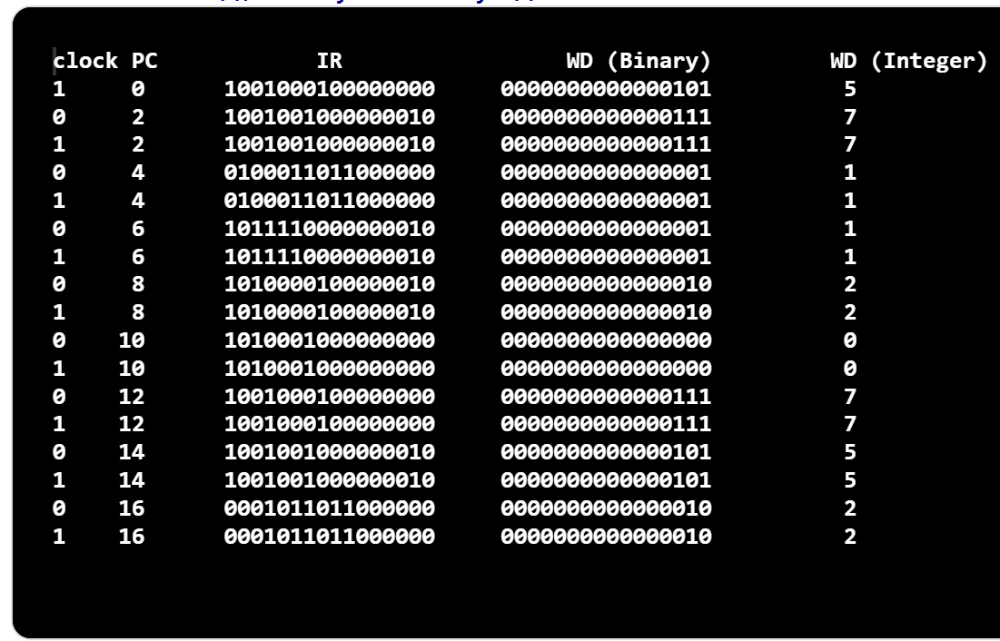 clock PC IR WD (Binary) WD (Integer)
1 0 1001000100000000 0000000000000101 5
0 2 1001001000000010 0000000000000111 7
1 2 1001001000000010 0000000000000111 7
0 4 0100011011000000 0000000000000001 1
1 4 0100011011000000 0000000000000001 1
0 6 1011110000000010 0000000000000001 1
1 6 1011110000000010 0000000000000001 1
0 8 1010000100000010 0000000000000010 2
1 8 1010000100000010 0000000000000010 2
0 10 1010001000000000 0000000000000000 0
1 10 1010001000000000 0000000000000000 0
0 12 1001000100000000 0000000000000111 7
1 12 1001000100000000 0000000000000111 7
0 14 1001001000000010 0000000000000101 5
1 14 1001001000000010 0000000000000101 5
0 16 0001011011000000 0000000000000010 2
1 16 0001011011000000 0000000000000010 2